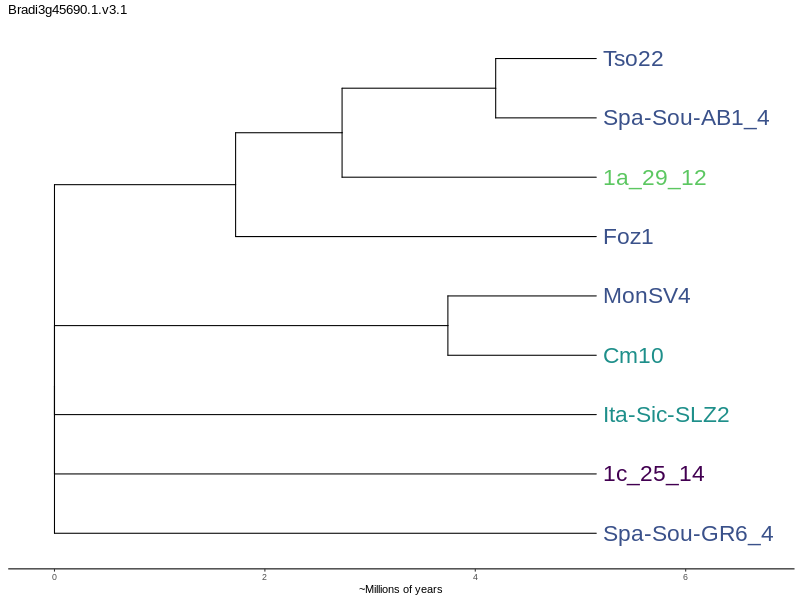 Bradi3g45690.1.v3.1
Tso22
Spa-Sou-AB1_4
1a_29_12
Foz1
MonSV4
Cm10
Ita-Sic-SLZ2
1c_25_14
Spa-Sou-GR6_4
0 2 4 6
~Millions of years